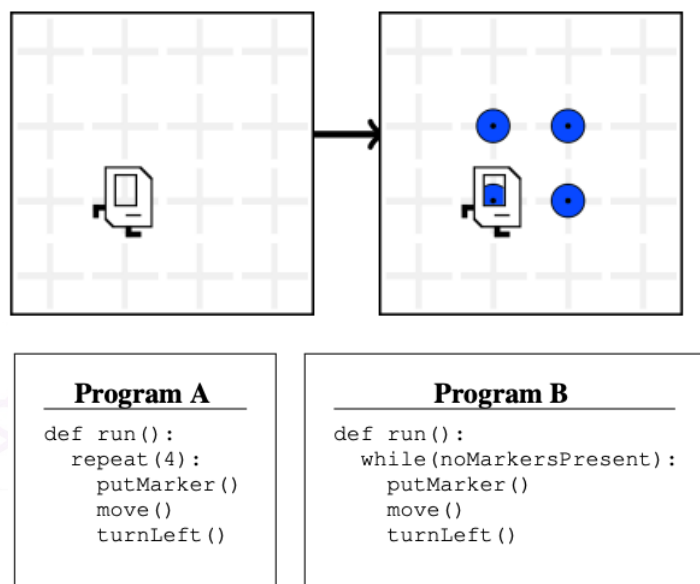 Program A
def run():
repeat(4):
putMarker()
move()
turnLeft()
Program B
def run():
while(noMarkersPresent):
putMarker()
move()
turnLeft()